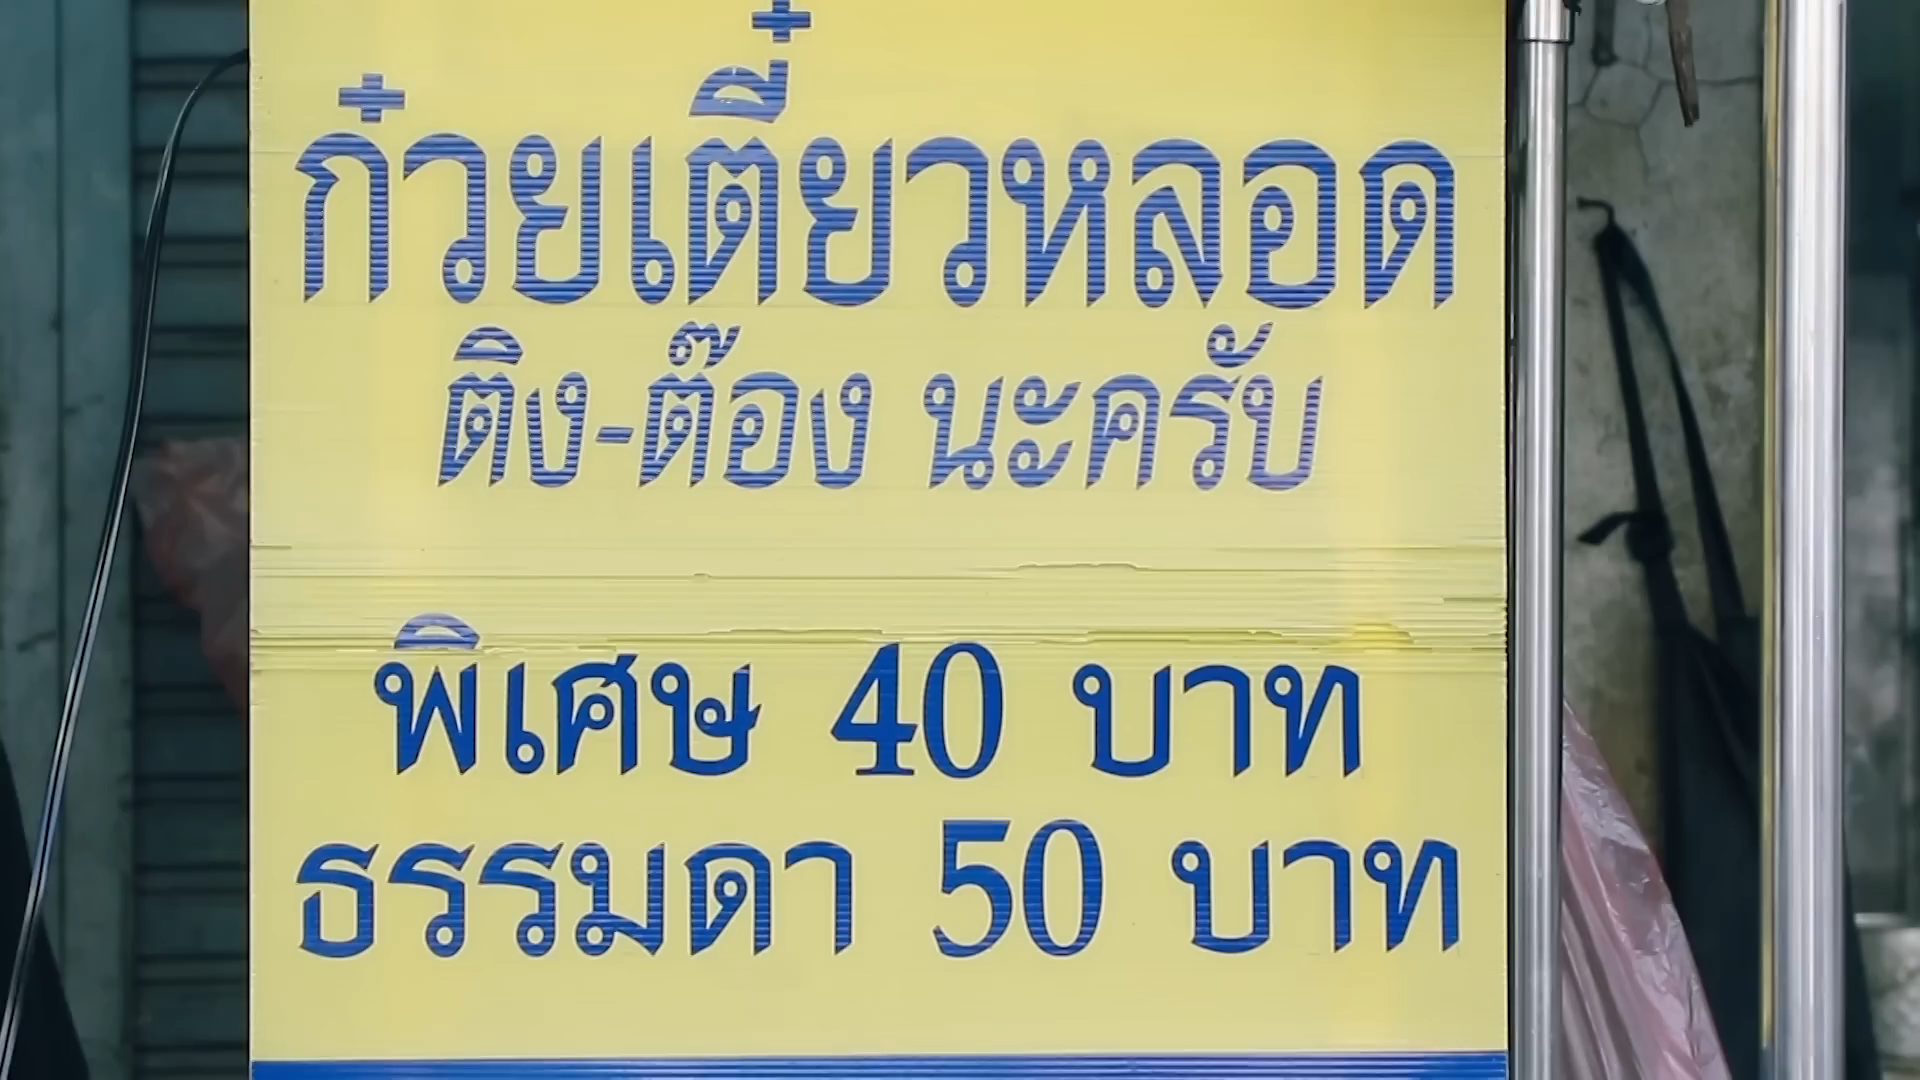 ก๋วยเตี๋ยวหลอด
ติง-ต๊อง นะครับ
พิเศษ 40 บาท
ธรรมดา 50 บาท